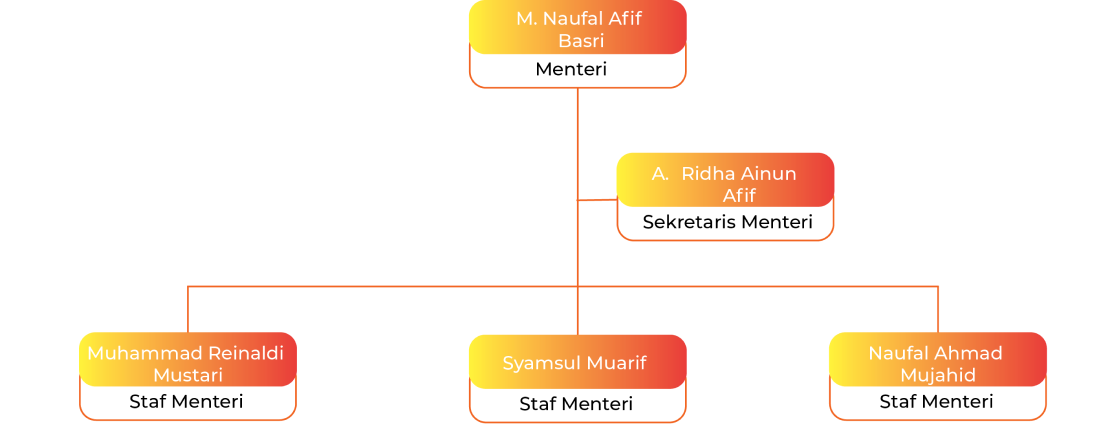 M. Naufal Afif
Basri
Menteri
A. Ridha Ainun
Afif
Sekretaris Menteri
Muhammad Reinaldi
Mustari
Staf Menteri
Syamsul Muarif
Staf Menteri
Naufal Ahmad
Mujahid
Staf Menteri